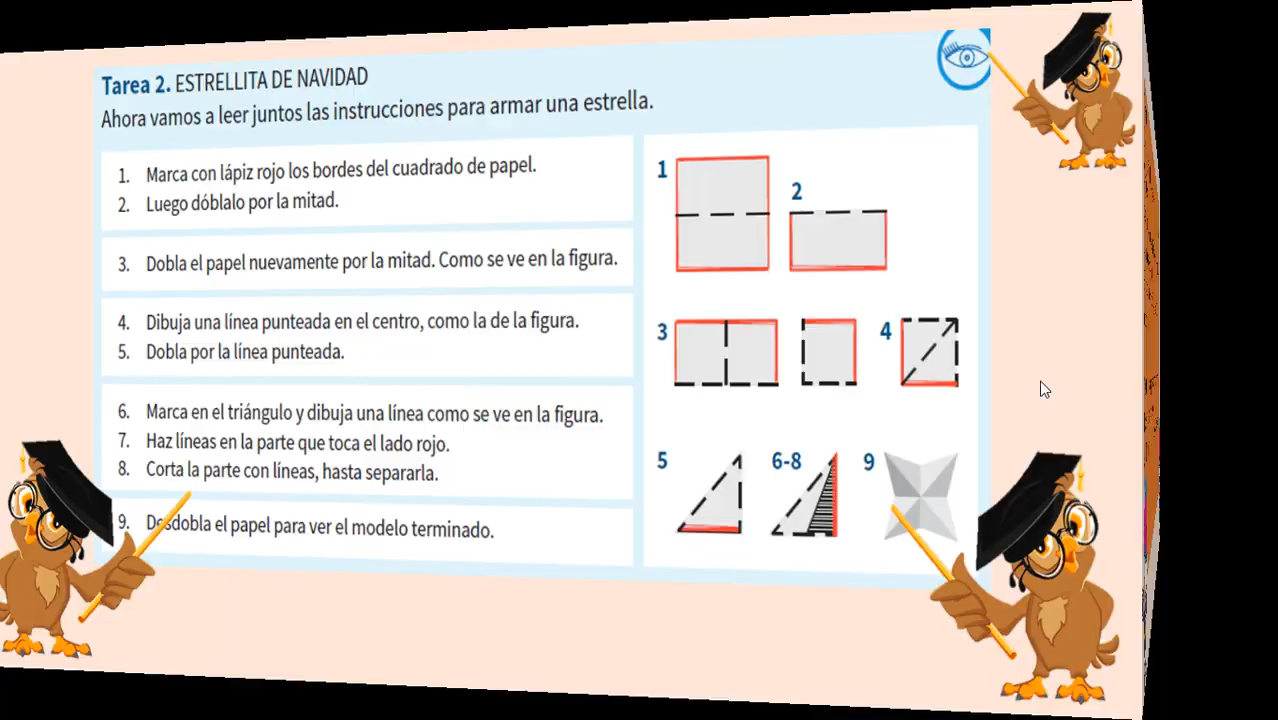 Tarea 2. ESTRELLITA DE NAVIDAD
Ahora vamos a leer juntos las instrucciones para armar una estrella.
1. Marca con lápiz rojo los bordes del cuadrado de papel.
2. Luego dóblalo por la mitad.
3. Dobla el papel nuevamente por la mitad. Como se ve en la figura.
4. Dibuja una línea punteada en el centro, como la de la figura.
5. Dobla por la línea punteada.
6. Marca en el triángulo y dibuja una línea como se ve en la figura.
7. Haz líneas en la parte que toca el lado rojo.
8. Corta la parte con líneas, hasta separarla.
9. Desdobla el papel para ver el modelo terminado.
1
2
3
4
5
6-8
9